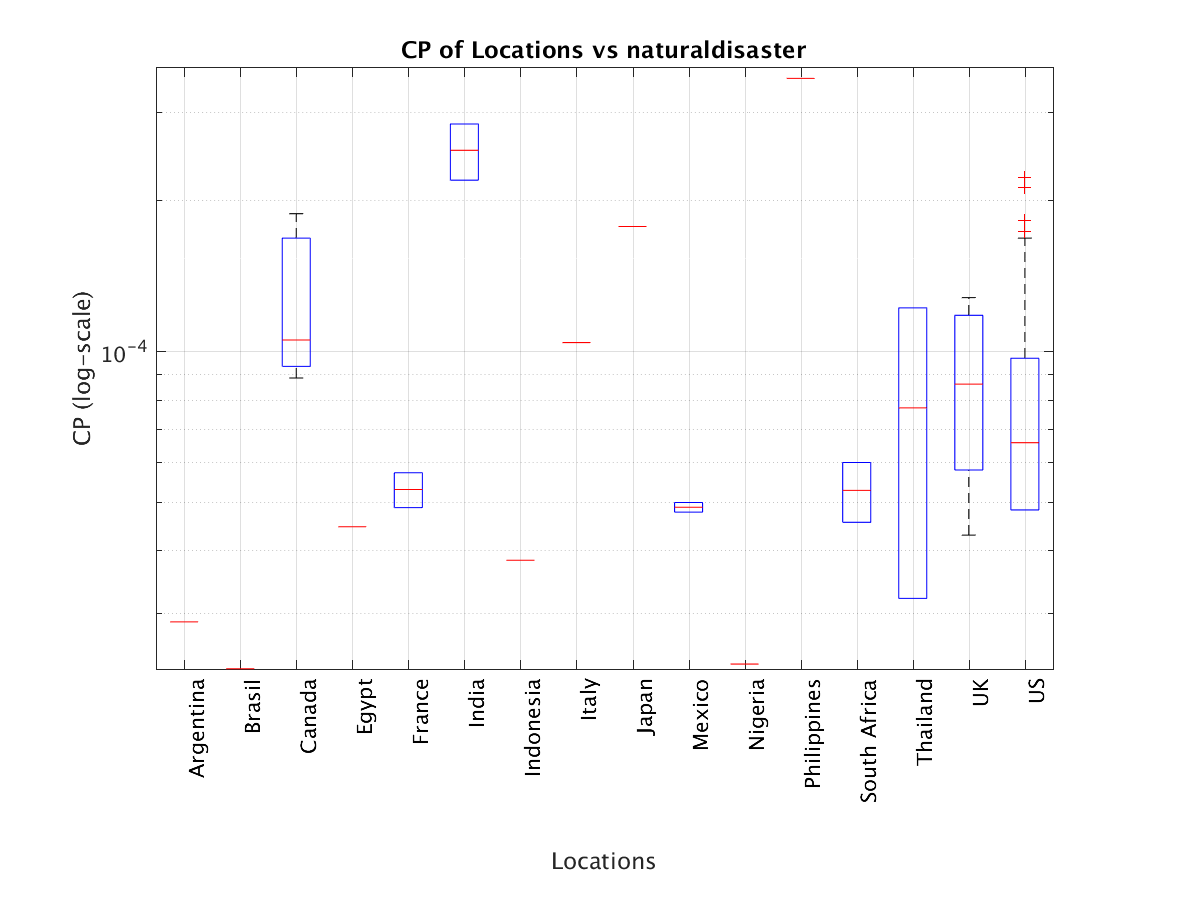 CP of Locations vs naturaldisaster
CP (log-scale)
10^-4
Argentina
Brasil
Canada
Egypt
France
India
Indonesia
Italy
Japan
Mexico
Nigeria
Philippines
South Africa
Thailand
UK
US
Locations